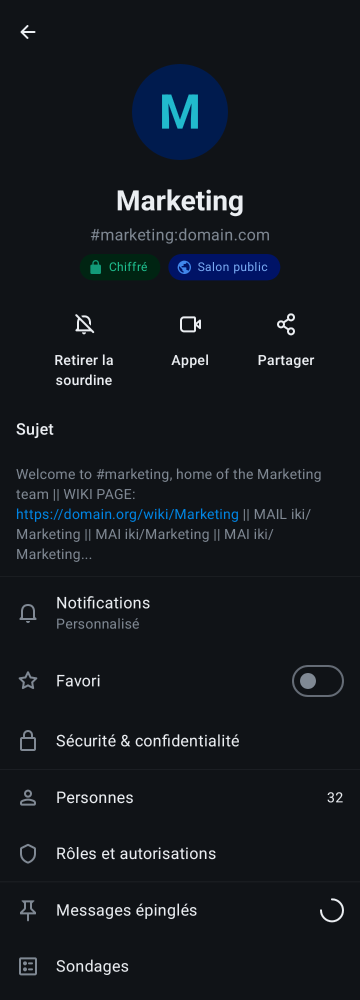 M
Marketing
#marketing:domain.com
Chiffré
Salon public
Retirer la
sourdine
Appel
Partager
Sujet
Welcome to #marketing, home of the Marketing
team || WIKI PAGE:
https://domain.org/wiki/Marketing || MAIL iki/
Marketing || MAI iki/Marketing || MAI iki/
Marketing...
Notifications
Personnalisé
Favori
Sécurité & confidentialité
Personnes 32
Rôles et autorisations
Messages épinglés
Sondages